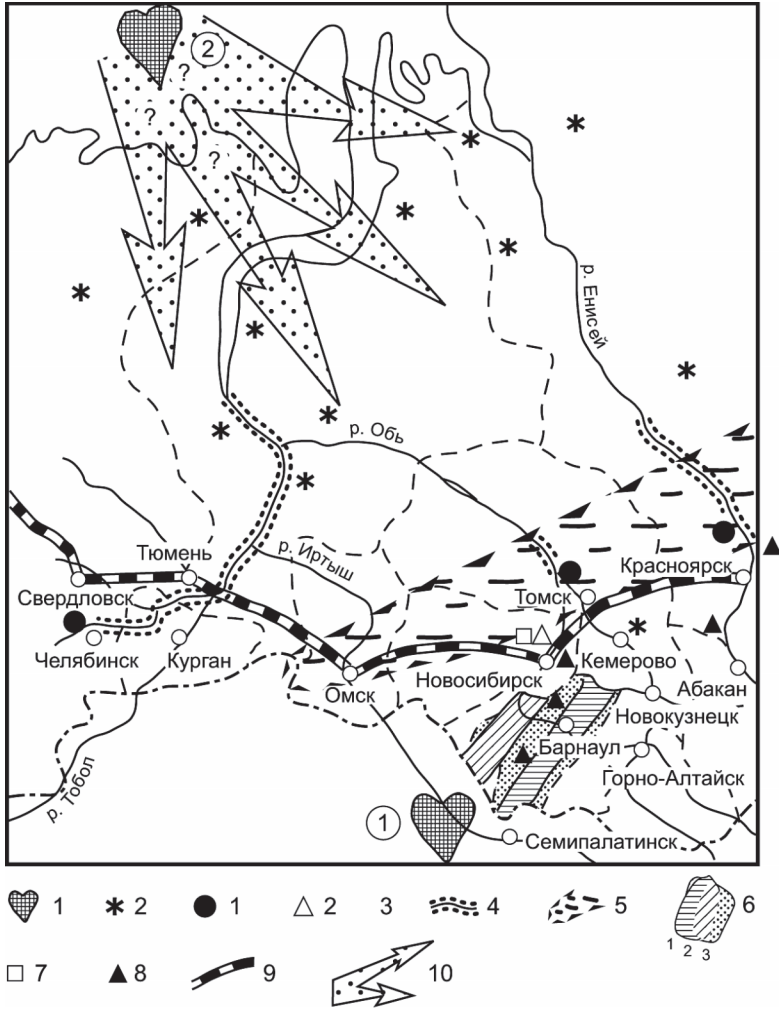 2
?
?
?
р. Енисей
р. Обь
Тюмень
р. Иртыш
Красноярск
Свердловск
Томск
Челябинск
Курган
Кемерово
Омск
Новосибирск
Абакан
Новокузнецк
Барнаул
Горно-Алтайск
р. Тобол
1
Семипалатинск
1 2 1 2 3 4 5 6
1 2 3
7 8 9 10